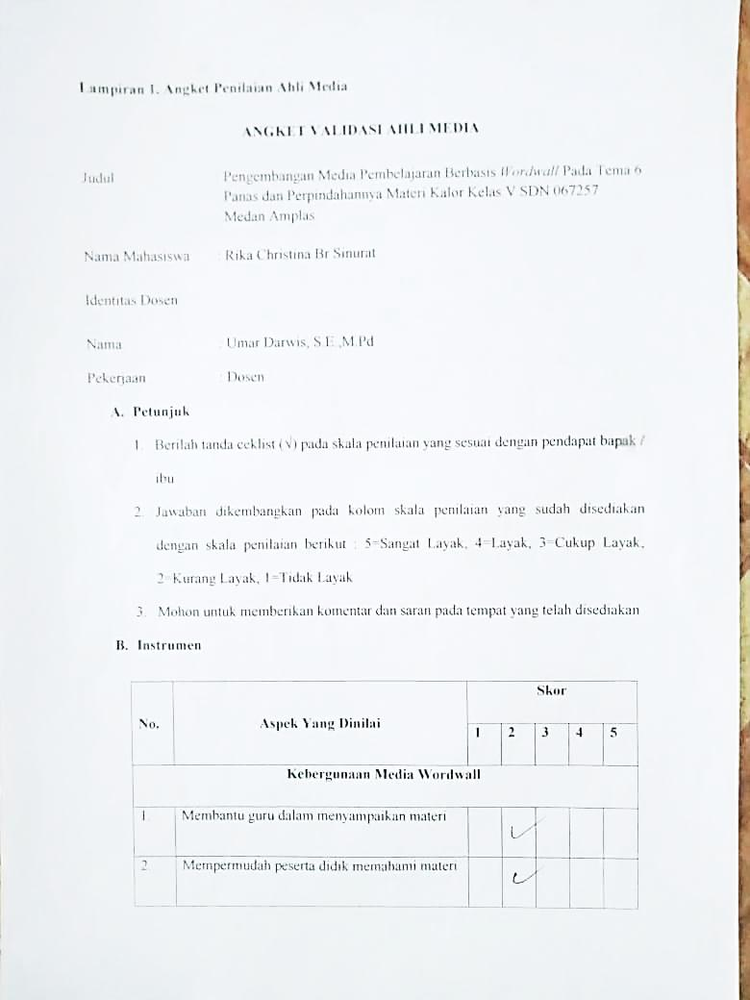 Lampiran 1. Angket Penilaian Ahli Media
ANGKET VALIDASI AHLI MEDIA
Judul Pengembangan Media Pembelajaran Berbasis Wordwall Pada Tema 6
Panas dan Perpindahannya Materi Kalor Kelas V SDN 067257
Medan Amplas
Nama Mahasiswa : Rika Christina Br Sinurat
Identitas Dosen
Nama : Umar Darwis, S.E.,M.Pd
Pekerjaan : Dosen
A. Petunjuk
1. Berilah tanda ceklist (√) pada skala penilaian yang sesuai dengan pendapat bapak /
ibu
2. Jawaban dikembangkan pada kolom skala penilaian yang sudah disediakan
dengan skala penilaian berikut : 5=Sangat Layak, 4=Layak, 3=Cukup Layak,
2=Kurang Layak, 1=Tidak Layak
3. Mohon untuk memberikan komentar dan saran pada tempat yang telah disediakan
B. Instrumen
No. Aspek Yang Dinilai Skor
1 2 3 4 5
Kebergunaan Media Wordwall
1. Membantu guru dalam menyampaikan materi ✓
2. Mempermudah peserta didik memahami materi ✓